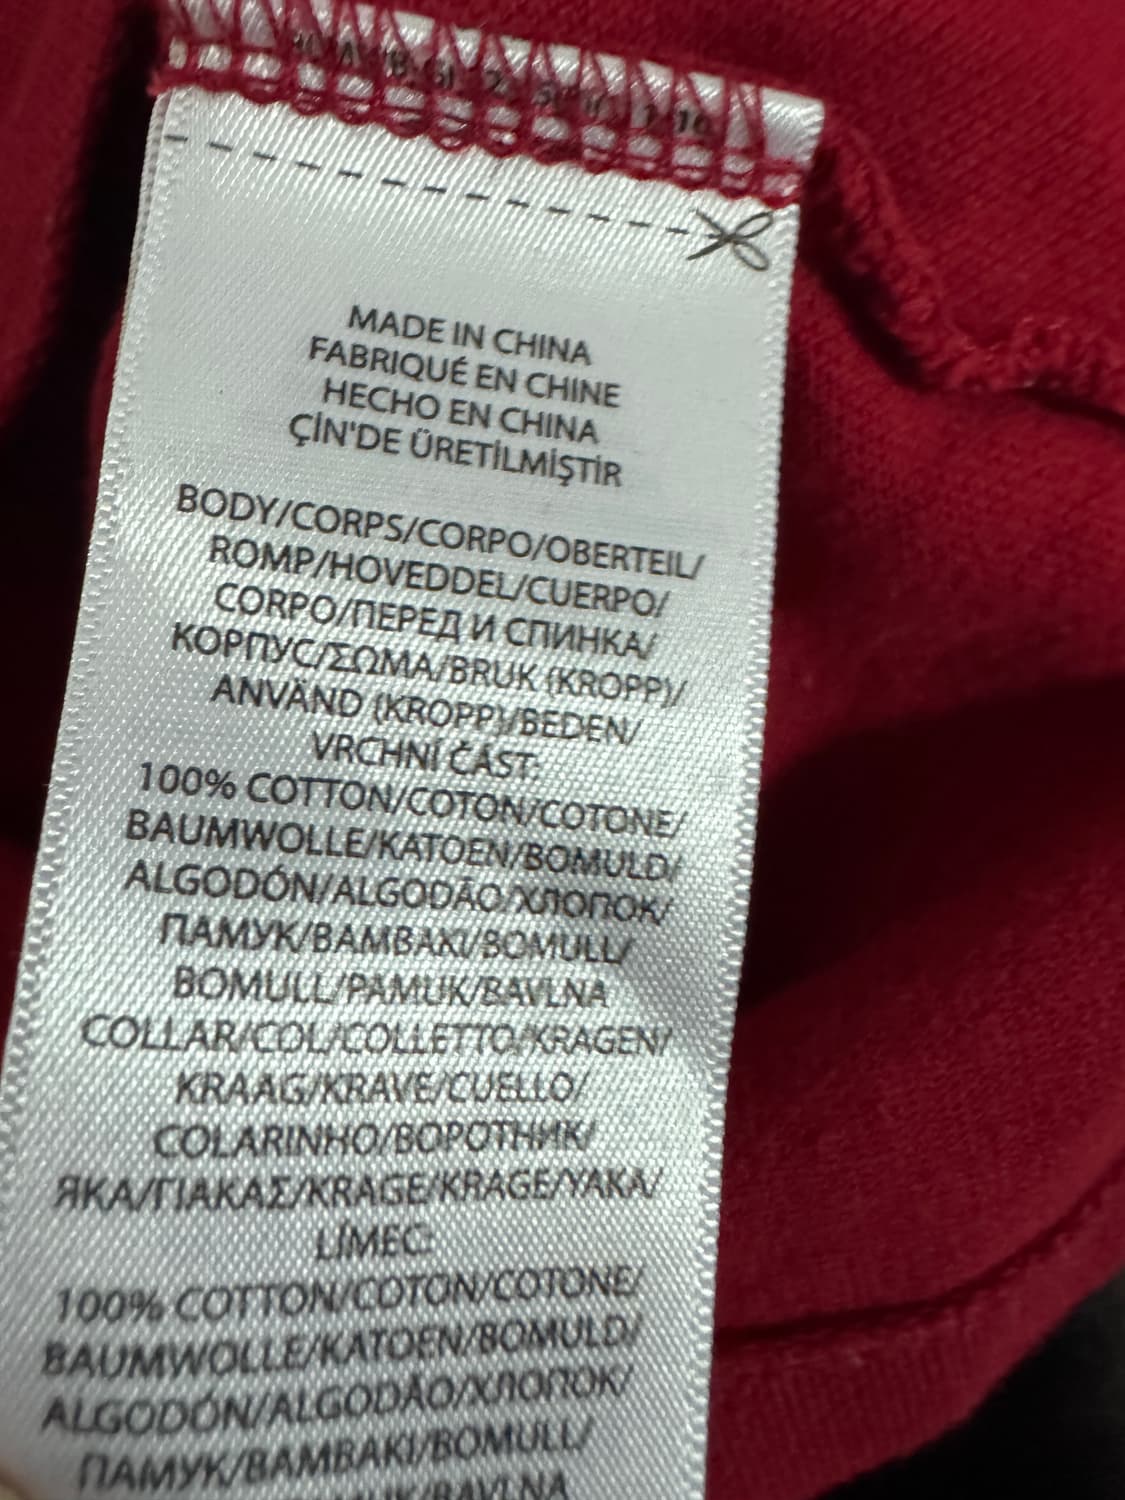 MADE IN CHINA
FABRIQUÉ EN CHINE
HECHO EN CHINA
ÇİN'DE ÜRETİLMİŞTİR
BODY/CORPS/CORPO/OBERTEIL/
ROMP/HOVEDDEL/CUERPO/
CORPO/ПЕРЕД И СПИНКА/
КОРПУС/ΣΩΜΑ/BRUK (KROPP)/
ANVÄND (KROPP)/BEDEN/
VRCHNÍ ČÁST:
100% COTTON/COTON/COTONE/
BAUMWOLLE/KATOEN/BOMULD/
ALGODÓN/ALGODÃO/ХЛОПОК/
ПАМУК/BAMBAKI/BOMULL/
BOMULL/PAMUK/BAVLNA
COLLAR/COL/COLLETTO/KRAGEN/
KRAAG/KRAVE/CUELLO/
COLARINHO/ВОРОТНИК/
ЯКА/ΓΙΑΚΑΣ/KRAGE/KRAGE/YAKA/
LÍMEC:
100% COTTON/COTON/COTONE/
BAUMWOLLE/KATOEN/BOMULD/
ALGODÓN/ALGODÃO/ХЛОПОК/
ПАМУК/BAMBAKI/BOMULL/
BAVLNA